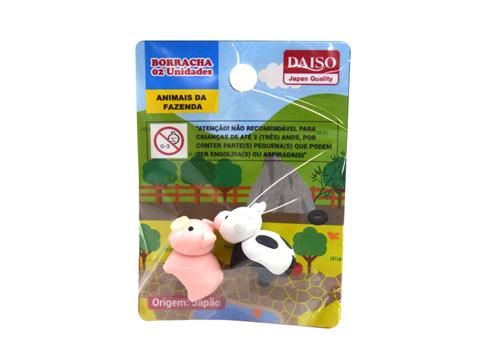 BORRACHA
02 Unidades
DAISO
Japan Quality
ANIMAIS DA
FAZENDA
0-3
"ATENÇÃO! NÃO RECOMENDÁVEL PARA
CRIANÇAS DE ATÉ 3 (TRÊS) ANOS, POR
CONTER PARTE(S) PEQUENA(S) QUE PODEM
SER ENGOLIDA(S) OU ASPIRADA(S)"
Origem: Japão